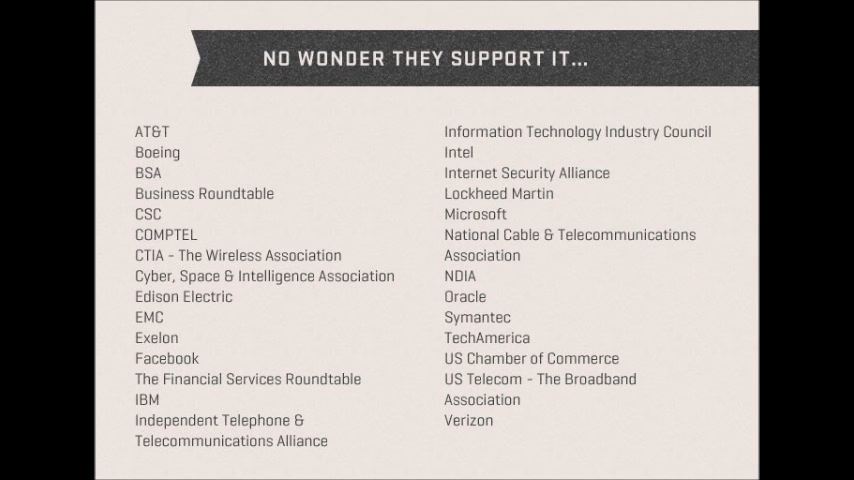 NO WONDER THEY SUPPORT IT...
AT&T
Boeing
BSA
Business Roundtable
CSC
COMPTEL
CTIA - The Wireless Association
Cyber, Space & Intelligence Association
Edison Electric
EMC
Exelon
Facebook
The Financial Services Roundtable
IBM
Independent Telephone &
Telecommunications Alliance
Information Technology Industry Council
Intel
Internet Security Alliance
Lockheed Martin
Microsoft
National Cable & Telecommunications
Association
NDIA
Oracle
Symantec
TechAmerica
US Chamber of Commerce
US Telecom - The Broadband
Association
Verizon